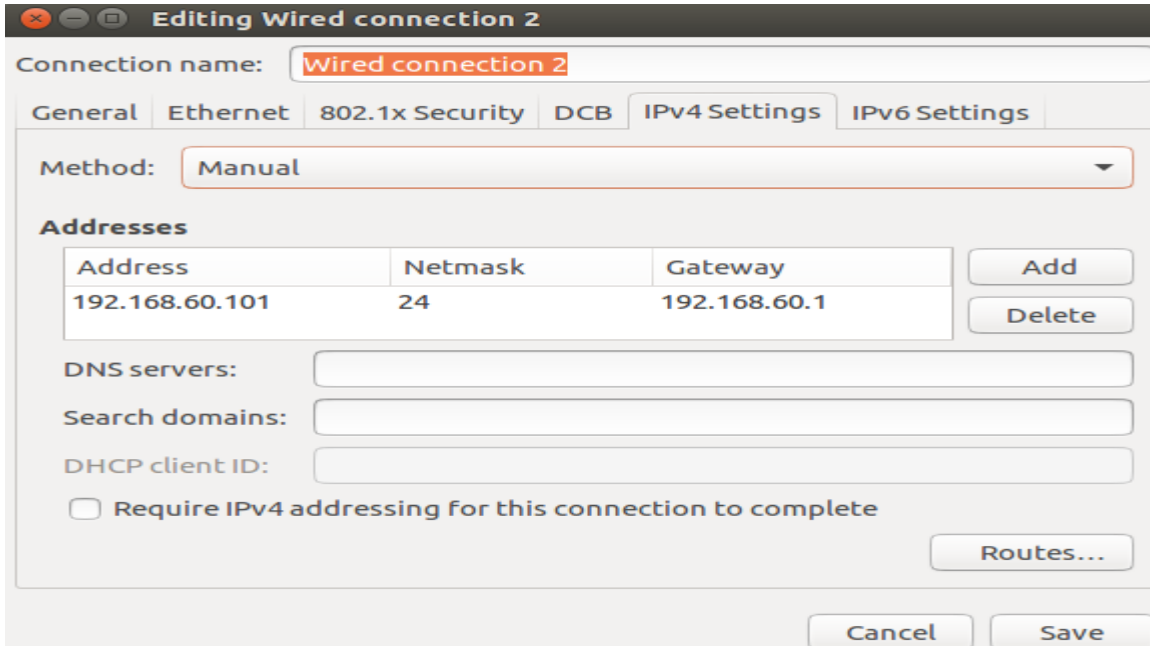 Editing Wired connection 2
Connection name: Wired connection 2
General Ethernet 802.1x Security DCB IPv4 Settings IPv6 Settings
Method: Manual
Addresses
Address Netmask Gateway Add
192.168.60.101 24 192.168.60.1
Delete
DNS servers:
Search domains:
DHCP client ID:
Require IPv4 addressing for this connection to complete
Routes...
Cancel Save